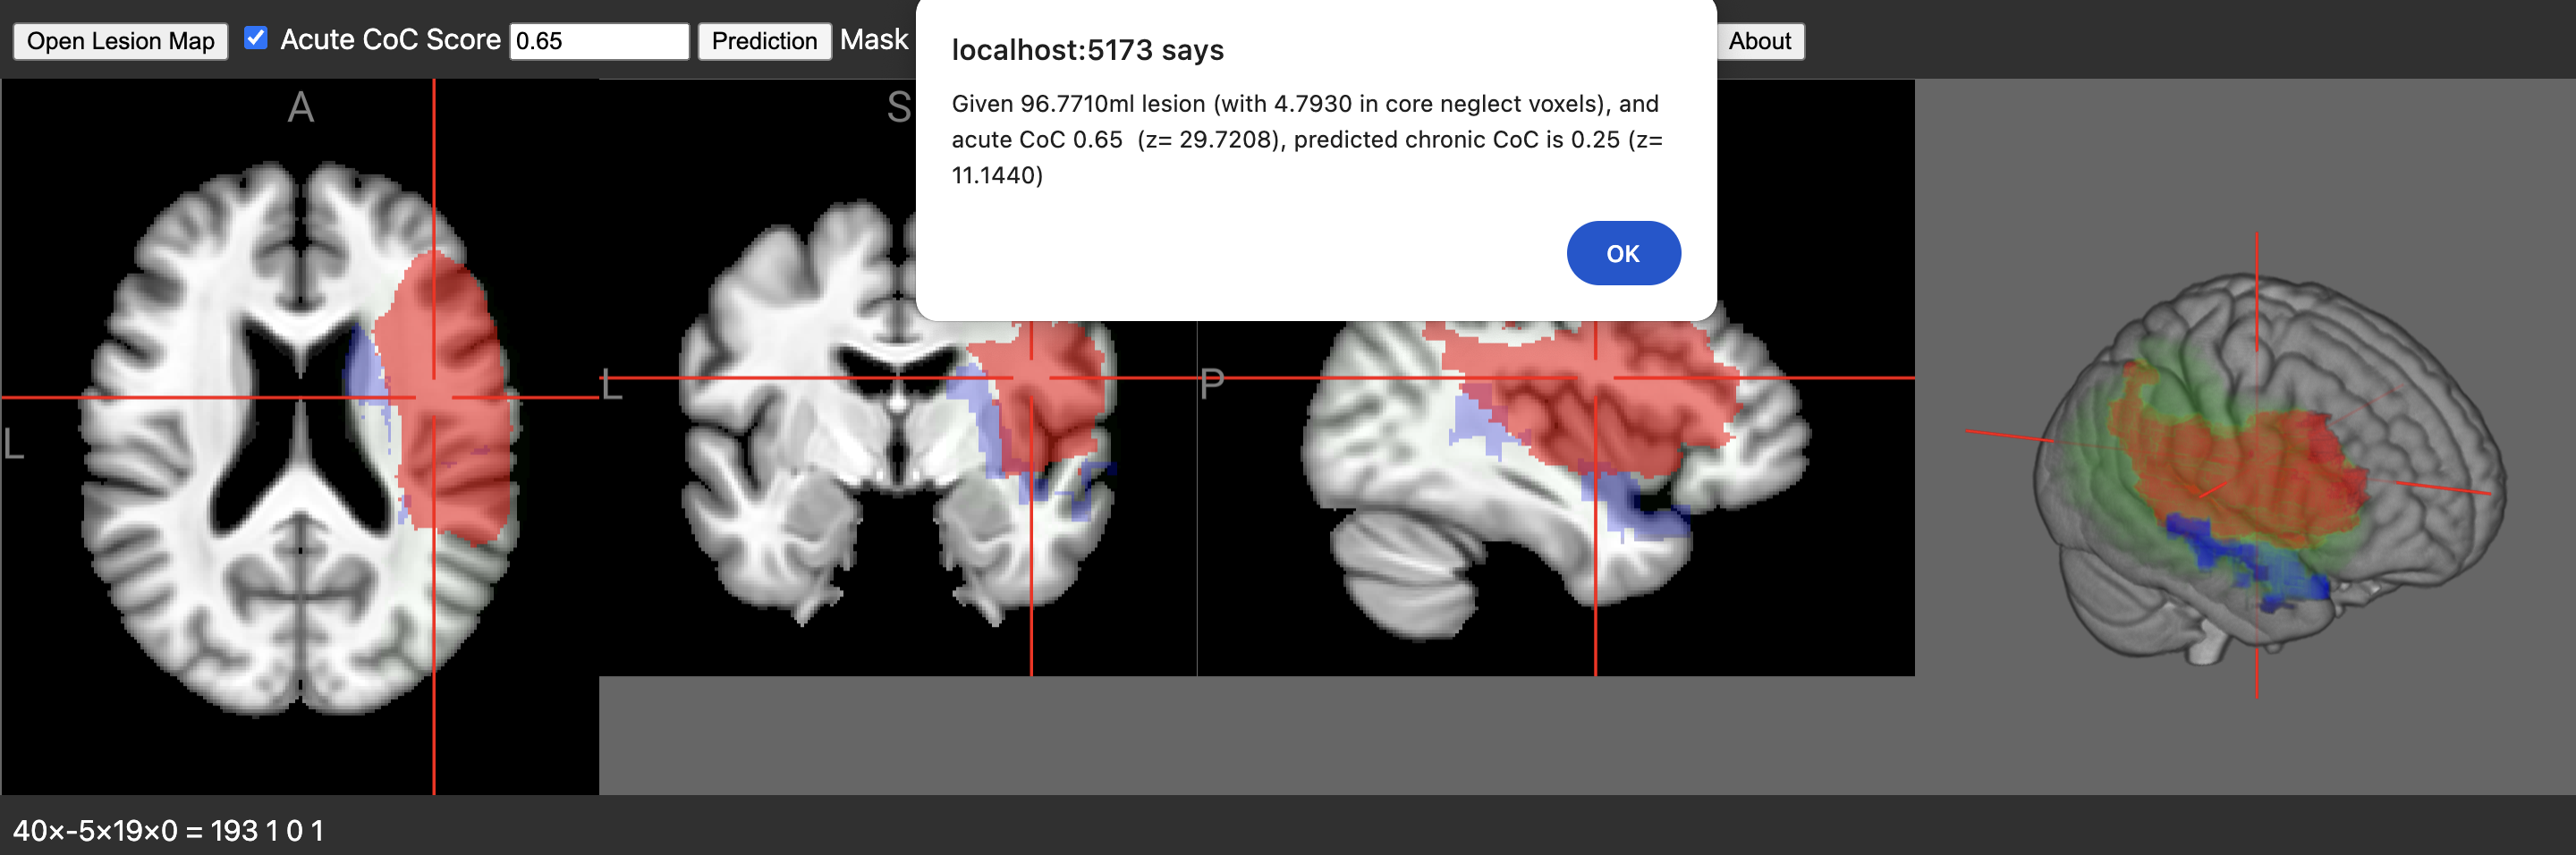 Open Lesion Map Acute CoC Score 0.65 Prediction Mask About
localhost:5173 says
Given 96.7710ml lesion (with 4.7930 in core neglect voxels), and
acute CoC 0.65  (z= 29.7208), predicted chronic CoC is 0.25 (z=
11.1440)
OK
A
S
L
L
P
40×-5×19×0 = 193 1 0 1